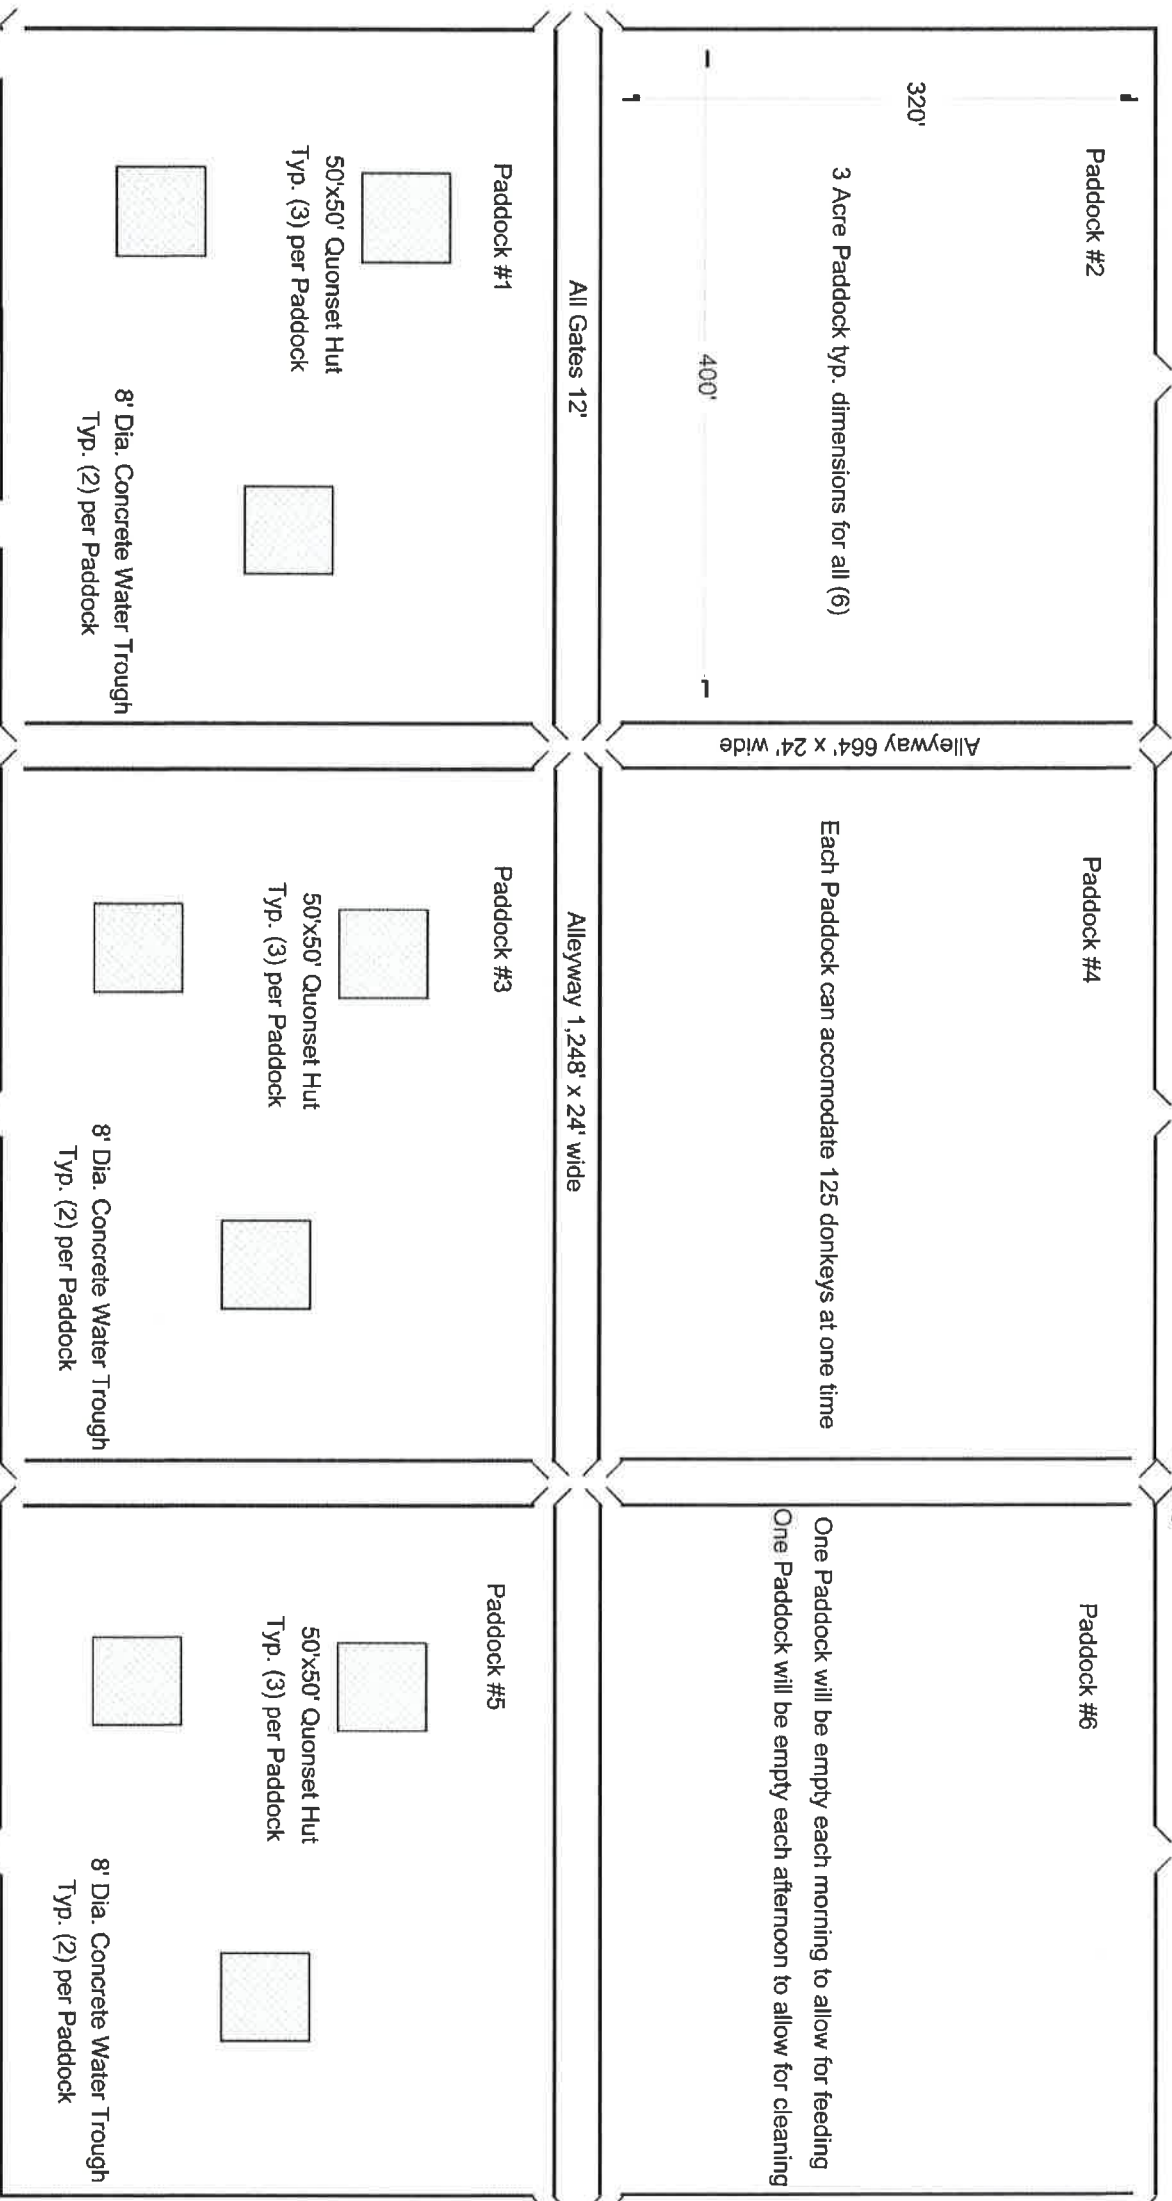 Paddock #2
320'
3 Acre Paddock typ. dimensions for all (6)
400'
Alleyway 664' x 24' wide
Paddock #4
Each Paddock can accomodate 125 donkeys at one time
Paddock #6
One Paddock will be empty each morning to allow for feeding
One Paddock will be empty each afternoon to allow for cleaning
All Gates 12'
Alleyway 1,248' x 24' wide
Paddock #1
50'x50' Quonset Hut
Typ. (3) per Paddock
8' Dia. Concrete Water Trough
Typ. (2) per Paddock
Paddock #3
50'x50' Quonset Hut
Typ. (3) per Paddock
8' Dia. Concrete Water Trough
Typ. (2) per Paddock
Paddock #5
50'x50' Quonset Hut
Typ. (3) per Paddock
8' Dia. Concrete Water Trough
Typ. (2) per Paddock